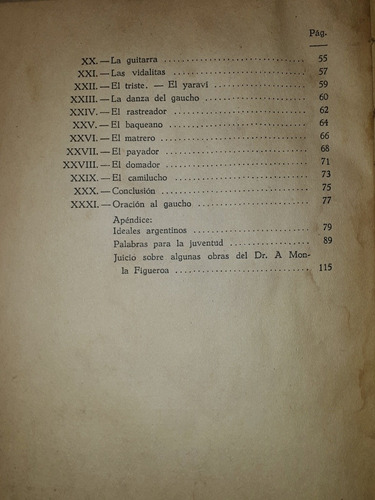 Pág.
XX. — La guitarra ........................ 55
XXI. — Las vidalitas ........................ 57
XXII. — El triste. — El yaraví ........................ 59
XXIII. — La danza del gaucho ........................ 60
XXIV. — El rastreador ........................ 62
XXV. — El baqueano ........................ 64
XXVI. — El matrero ........................ 66
XXVII. — El payador ........................ 68
XXVIII. — El domador ........................ 71
XXIX. — El camilucho ........................ 73
XXX. — Conclusión ........................ 75
XXXI. — Oración al gaucho ........................ 77
Apéndice:
Ideales argentinos ........................ 79
Palabras para la juventud ........................ 89
Juicio sobre algunas obras del Dr. A Mon-
la Figueroa ........................ 115